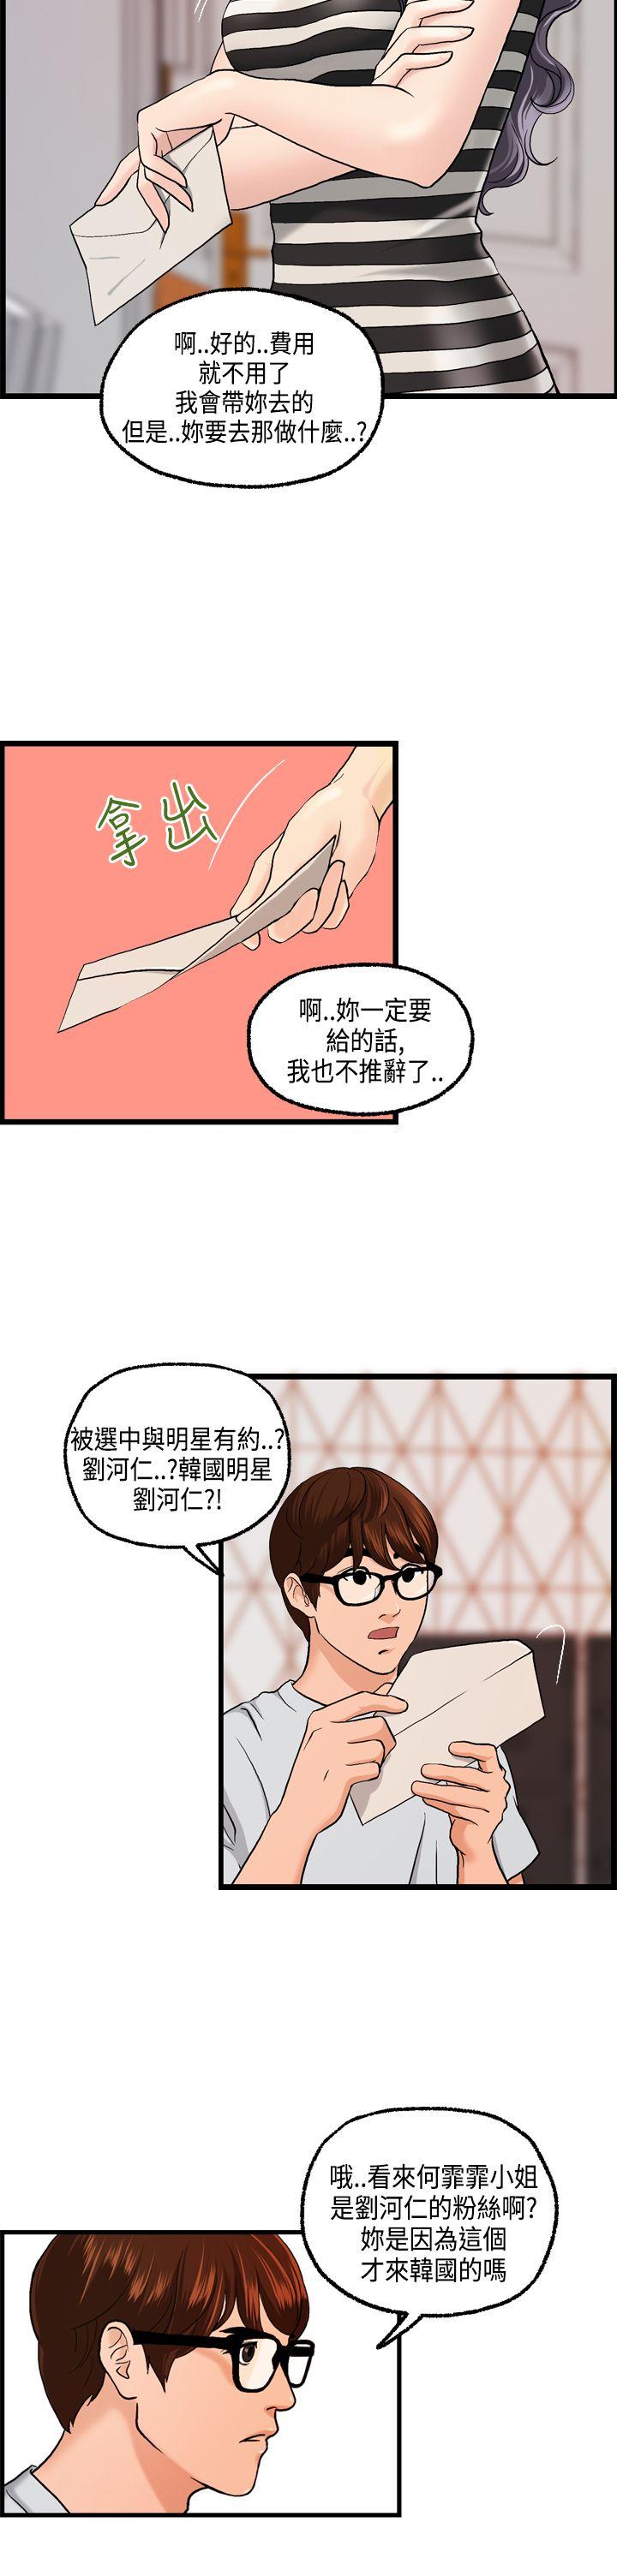 啊..好的..費用
就不用了
我會帶妳去的
但是..妳要去那做什麼..?
拿出
啊..妳一定要
給的話,
我也不推辭了..
被選中與明星有約..?
劉河仁..?韓國明星
劉河仁?!
哦..看來何霏霏小姐
是劉河仁的粉絲啊?
妳是因為這個
才來韓國的嗎